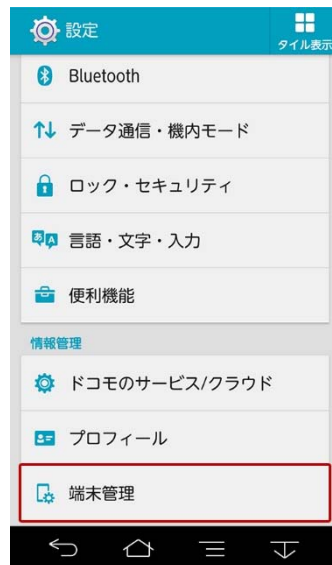 設定
タイル表示
Bluetooth
データ通信・機内モード
ロック・セキュリティ
あA 言語・文字・入力
便利機能
情報管理
ドコモのサービス/クラウド
プロフィール
端末管理